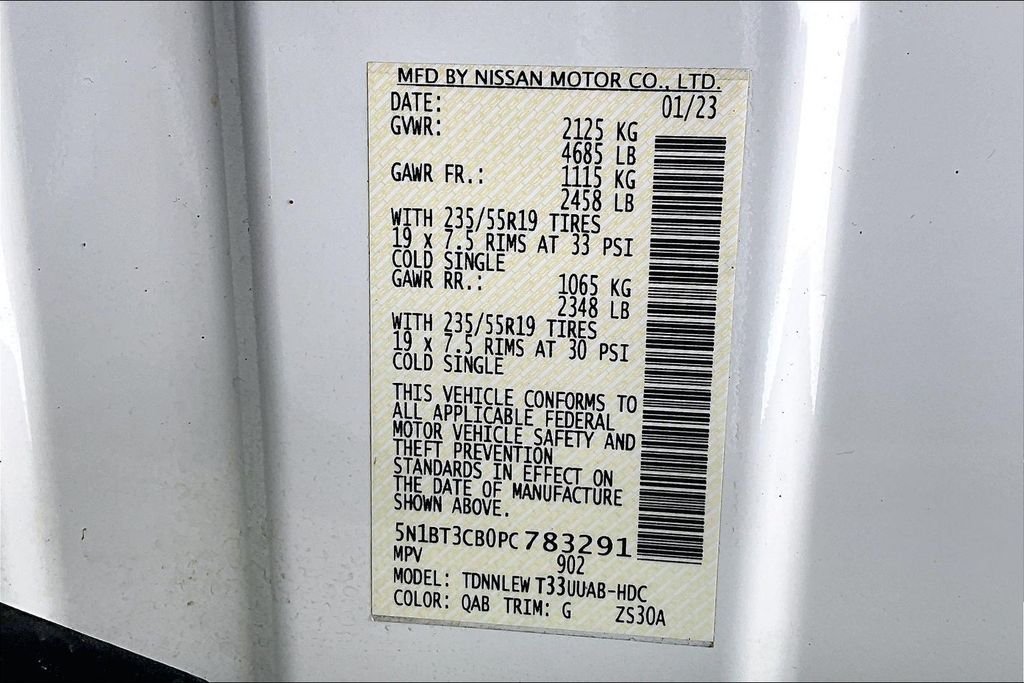 MFD BY NISSAN MOTOR CO., LTD.
DATE: 01/23
GVWR: 2125 KG
4685 LB
GAWR FR.: 1115 KG
2458 LB
WITH 235/55R19 TIRES
19 x 7.5 RIMS AT 33 PSI
COLD SINGLE
GAWR RR.: 1065 KG
2348 LB
WITH 235/55R19 TIRES
19 x 7.5 RIMS AT 30 PSI
COLD SINGLE
THIS VEHICLE CONFORMS TO
ALL APPLICABLE FEDERAL
MOTOR VEHICLE SAFETY AND
THEFT PREVENTION
STANDARDS IN EFFECT ON
THE DATE OF MANUFACTURE
SHOWN ABOVE.
5N1BT3CB0PC783291
MPV 902
MODEL: TDNNLEW T33UUAB-HDC
COLOR: QAB TRIM: G ZS30A